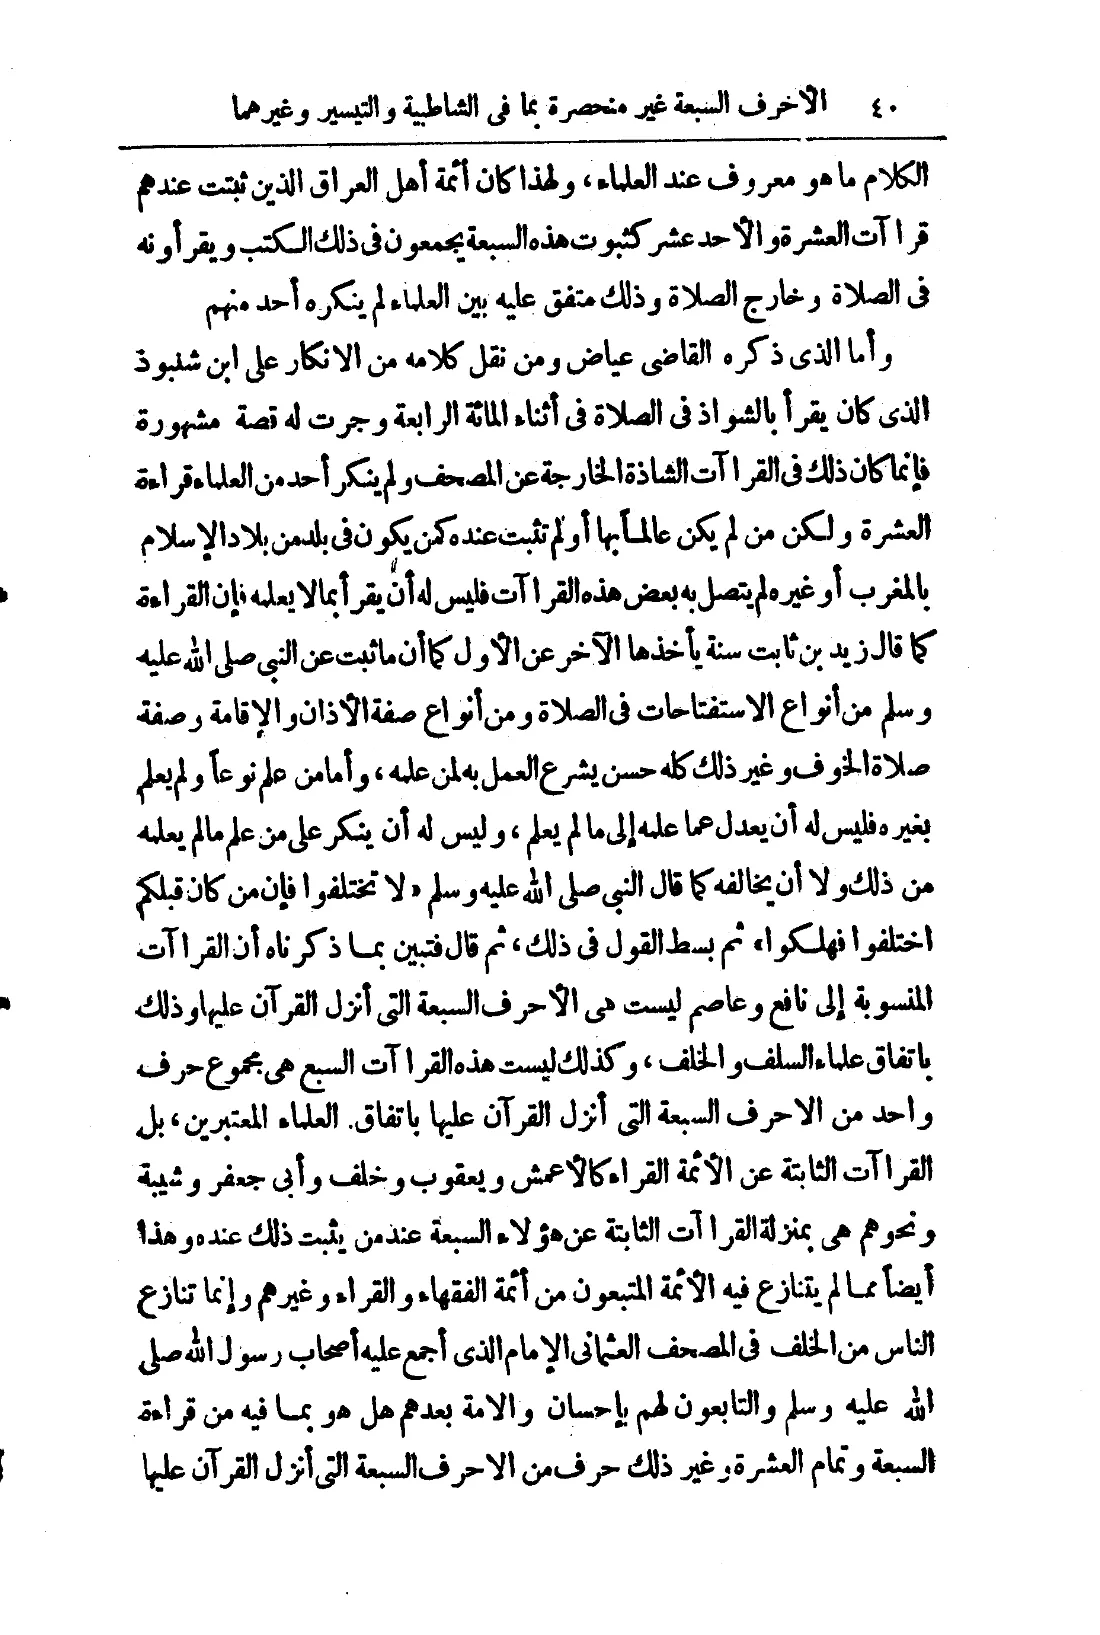 ٤٠ الأخرف السبعة غير منحصرة بما فى الشاطبية والتيسير وغيرهما
الكلام ما هو معروف عند العلماء، ولهذا كان أئمة أهل العراق الذين ثبتت عندهم
قراآت العشرة والأحد عشر كثبوت هذه السبعة يجمعون فى ذلك الكتب ويقرأونه
فى الصلاة وخارج الصلاة وذلك متفق عليه بين العلماء لم ينكره أحد منهم
وأما الذى ذكره القاضى عياض ومن نقل كلامه من الانكار على ابن شنبوذ
الذى كان يقرأ بالشواذ فى الصلاة فى أثناء المائة الرابعة وجرت له قصة مشهورة
فإنما كان ذلك فى القراآت الشاذة الخارجة عن المصحف ولم ينكر أحد من العلماء قراءة
العشرة ولكن من لم يكن عالماً بها أو لم تثبت عنده كمن يكون فى بلد من بلاد الإسلام
بالمغرب أو غيره لم يتصل به بعض هذه القراآت فليس له أن يقرأ بما لا يعلمه فإن القراءة
كما قال زيد بن ثابت سنة يأخذها الآخر عن الأول كما أن ما ثبت عن النبى صلى الله عليه
وسلم من أنواع الاستفتاحات فى الصلاة ومن أنواع صفة الأذان والإقامة وصفة
صلاة الخوف وغير ذلك كله حسن يشرع العمل به لمن علمه، وأما من علم نوعاً ولم يعلم
بغيره فليس له أن يعدل عما علمه إلى ما لم يعلم، وليس له أن ينكر على من علم ما لم يعلمه
من ذلك ولا أن يخالفه كما قال النبى صلى الله عليه وسلم «لا تختلفوا فإن من كان قبلكم
اختلفوا فهلكوا» ثم بسط القول فى ذلك، ثم قال فتبين بما ذكرناه أن القراآت
المنسوبة إلى نافع وعاصم ليست هى الأحرف السبعة التى أنزل القرآن عليها وذلك
باتفاق علماء السلف والخلف، وكذلك ليست هذه القراآت السبع هى مجموع حرف
واحد من الاحرف السبعة التى أنزل القرآن عليها باتفاق. العلماء المعتبرين، بل
القراآت الثابتة عن الأئمة القراء كالأعمش ويعقوب وخلف وأبى جعفر وشيبة
ونحوهم هى بمنزلة القراآت الثابتة عن هؤلاء السبعة عند من يثبت ذلك عنده وهذا
أيضاً مما لم يتنازع فيه الأئمة المتبعون من أئمة الفقهاء والقراء وغيرهم وإنما تنازع
الناس من الخلف فى المصحف العثمانى الإمام الذى أجمع عليه أصحاب رسول الله صلى
الله عليه وسلم والتابعون لهم بإحسان والامة بعدهم هل هو بما فيه من قراءة
السبعة وتمام العشرة وغير ذلك حرف من الاحرف السبعة التى أنزل القرآن عليها